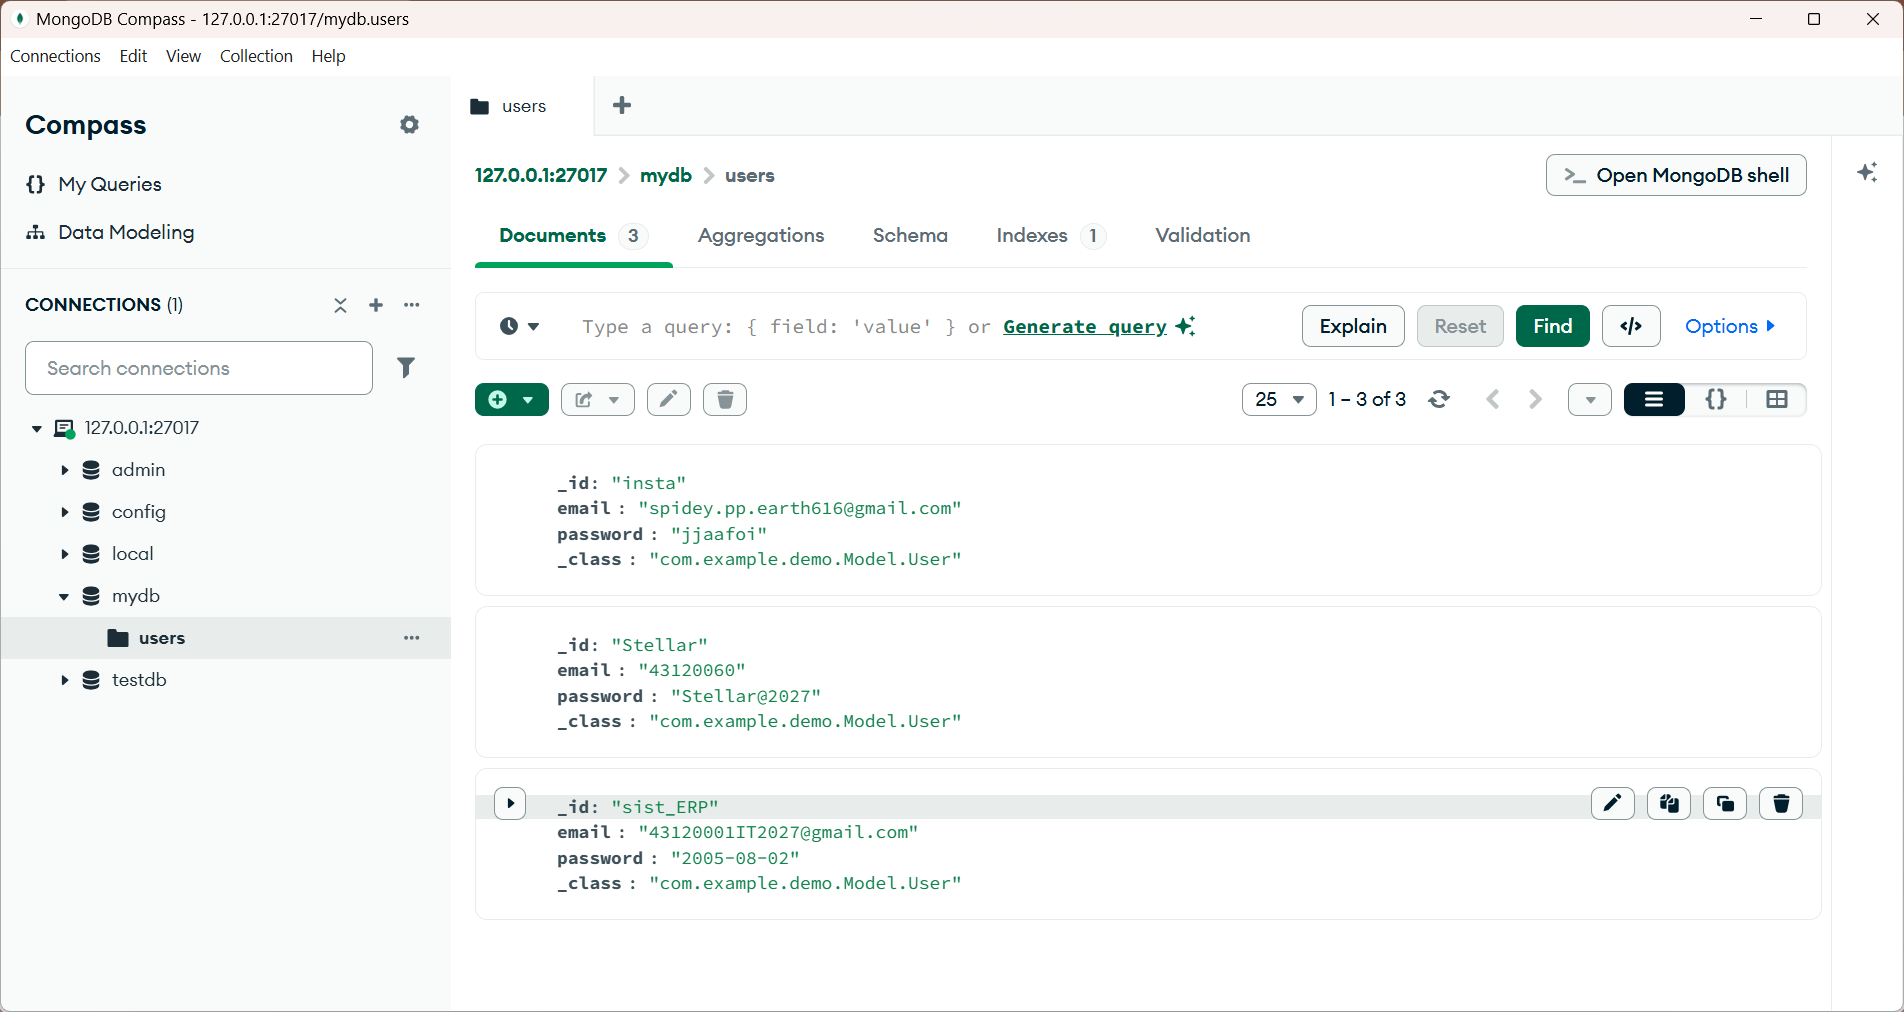 MongoDB Compass - 127.0.0.1:27017/mydb.users
Connections Edit View Collection Help
Compass
My Queries
Data Modeling
CONNECTIONS (1)
Search connections
127.0.0.1:27017
admin
config
local
mydb
users
testdb
users
127.0.0.1:27017 mydb users
Open MongoDB shell
Documents 3 Aggregations Schema Indexes 1 Validation
Type a query: { field: 'value' } or Generate query
Explain Reset Find </> Options
25 1 – 3 of 3 {}
_id: "insta"
email : "spidey.pp.earth616@gmail.com"
password : "jjaafoi"
_class : "com.example.demo.Model.User"
_id: "Stellar"
email : "43120060"
password : "Stellar@2027"
_class : "com.example.demo.Model.User"
_id: "sist_ERP"
email : "43120001IT2027@gmail.com"
password : "2005-08-02"
_class : "com.example.demo.Model.User"